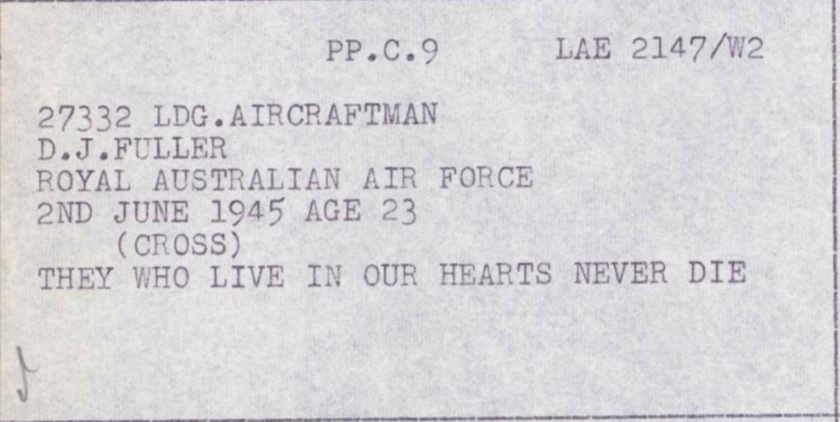 PP.C.9 LAE 2147/W2
27332 LDG.AIRCRAFTMAN
D.J.FULLER
ROYAL AUSTRALIAN AIR FORCE
2ND JUNE 1945 AGE 23
(CROSS)
THEY WHO LIVE IN OUR HEARTS NEVER DIE